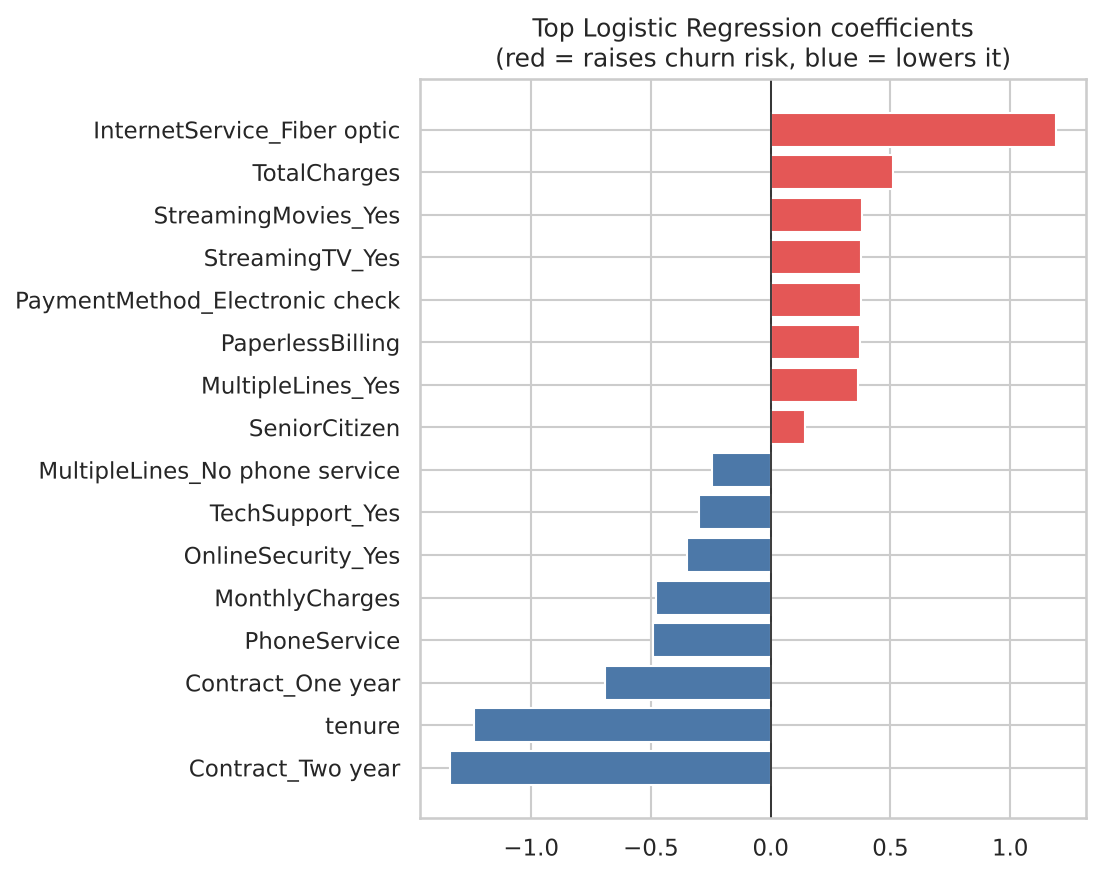 Top Logistic Regression coefficients
(red = raises churn risk, blue = lowers it)
InternetService_Fiber optic
TotalCharges
StreamingMovies_Yes
StreamingTV_Yes
PaymentMethod_Electronic check
PaperlessBilling
MultipleLines_Yes
SeniorCitizen
MultipleLines_No phone service
TechSupport_Yes
OnlineSecurity_Yes
MonthlyCharges
PhoneService
Contract_One year
tenure
Contract_Two year
−1.0 −0.5 0.0 0.5 1.0